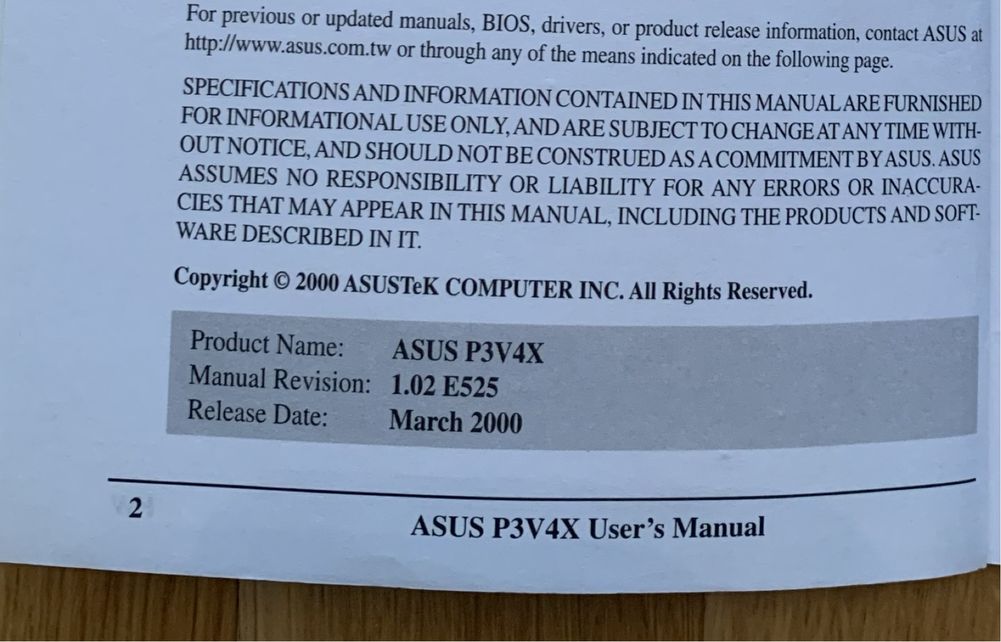 For previous or updated manuals, BIOS, drivers, or product release information, contact ASUS at
http://www.asus.com.tw or through any of the means indicated on the following page.
SPECIFICATIONS AND INFORMATION CONTAINED IN THIS MANUAL ARE FURNISHED
FOR INFORMATIONAL USE ONLY, AND ARE SUBJECT TO CHANGE AT ANY TIME WITH-
OUT NOTICE, AND SHOULD NOT BE CONSTRUED AS A COMMITMENT BY ASUS. ASUS
ASSUMES NO RESPONSIBILITY OR LIABILITY FOR ANY ERRORS OR INACCURA-
CIES THAT MAY APPEAR IN THIS MANUAL, INCLUDING THE PRODUCTS AND SOFT-
WARE DESCRIBED IN IT.
Copyright © 2000 ASUSTeK COMPUTER INC. All Rights Reserved.
Product Name: ASUS P3V4X
Manual Revision: 1.02 E525
Release Date: March 2000
2
ASUS P3V4X User's Manual